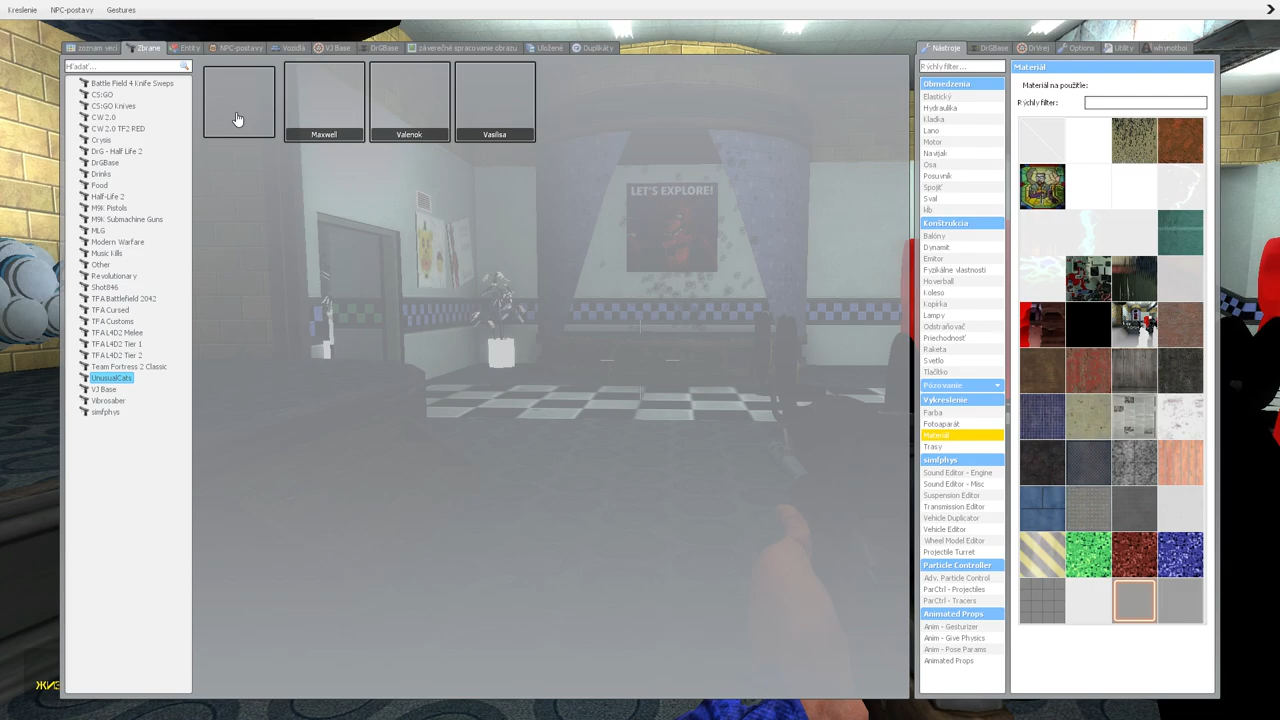 Kreslenie NPC-postavy Gestures
zoznam vecí Zbrane Entity NPC-postavy Vozidlá VJ Base DrGBase záverečné spracovanie obrazu Uložené Duplikáty
Nástroje DrGBase DrVrej Options Utility whynotboi
Hľadať...
Battle Field 4 Knife Sweps
CS:GO
CS:GO Knives
CW 2.0
CW 2.0 TF2 RED
Crysis
DrG - Half Life 2
DrGBase
Drinks
Food
Half-Life 2
M9K Pistols
M9K Submachine Guns
MLG
Modern Warfare
Music Kills
Other
Revolutionary
Shot846
TFA Battlefield 2042
TFA Cursed
TFA Customs
TFA L4D2 Melee
TFA L4D2 Tier 1
TFA L4D2 Tier 2
Team Fortress 2 Classic
UnusualCats
VJ Base
Vibrosaber
simfphys
Maxwell
Valenok
Vasilisa
LET'S EXPLORE!
Rýchly filter...
Obmedzenia
Elastický
Hydraulika
Kladka
Lano
Motor
Navijak
Osa
Posuvník
Spojiť
Sval
kĺb
Konštrukcia
Balóny
Dynamit
Emitor
Fyzikálne vlastnosti
Hoverball
Koleso
Kopírka
Lampy
Odstraňovač
Priechodnosť
Raketa
Svetlo
Tlačítko
Pózovanie
Vykreslenie
Farba
Fotoaparát
Materiál
Trasy
simfphys
Sound Editor - Engine
Sound Editor - Misc
Suspension Editor
Transmission Editor
Vehicle Duplicator
Vehicle Editor
Wheel Model Editor
Projectile Turret
Particle Controller
Adv. Particle Control
ParCtrl - Projectiles
ParCtrl - Tracers
Animated Props
Anim - Gesturizer
Anim - Give Physics
Anim - Pose Params
Animated Props
Materiál
Materiál na použitie:
Rýchly filter: